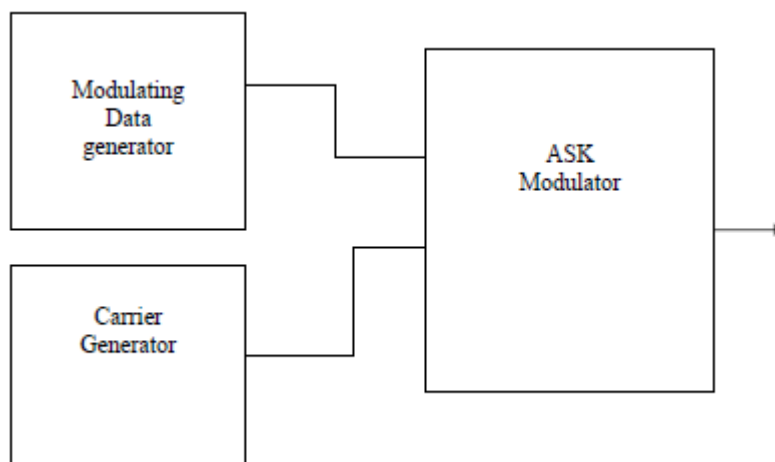 Modulating
Data
generator
ASK
Modulator
Carrier
Generator